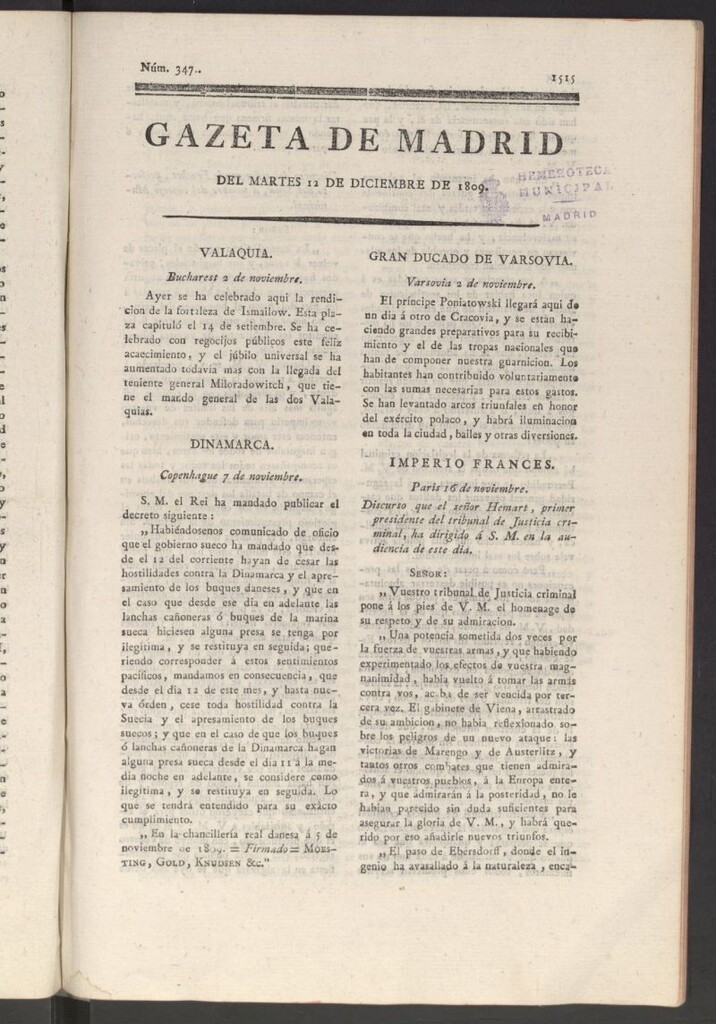 Núm. 347..
1515
GAZETA DE MADRID
DEL MARTES 12 DE DICIEMBRE DE 1809.
HEMEROTECA
MUNICIPAL
MADRID
VALAQUIA.
Bucharest 2 de noviembre.
Ayer se ha celebrado aqui la rendi-
cion de la fortaleza de Ismailow. Esta pla-
za capituló el 14 de setiembre. Se ha ce-
lebrado con regocijos públicos este feliz
acaecimiento, y el júbilo universal se ha
aumentado todavía mas con la llegada del
teniente general Miloradowitch, que tie-
ne el mando general de las dos Vala-
quias.
DINAMARCA.
Copenhague 7 de noviembre.
S. M. el Rei ha mandado publicar el
decreto siguiente:
„Habiéndosenos comunicado de oficio
que el gobierno sueco ha mandado que des-
de el 12 del corriente hayan de cesar las
hostilidades contra la Dinamarca y el apre-
samiento de los buques daneses, y que en
el caso que desde ese dia en adelante las
lanchas cañoneras ó buques de la marina
sueca hiciesen alguna presa se tenga por
ilegítima, y se restituya en seguida; que-
riendo corresponder á estos sentimientos
pacíficos, mandamos en consecuencia, que
desde el dia 12 de este mes, y hasta nue-
va órden, cese toda hostilidad contra la
Suecia y el apresamiento de los buques
suecos; y que en el caso de que los buques
ó lanchas cañoneras de la Dinamarca hagan
alguna presa sueca desde el dia 11 á la me-
dia noche en adelante, se considere como
ilegítima, y se restituya en seguida. Lo
que se tendrá entendido para su exâcto
cumplimiento.
„En la chancillería real danesa á 5 de
noviembre de 1809. = Firmado = MOES-
TING, GOLD, KNUDSEN &c."
GRAN DUCADO DE VARSOVIA.
Varsovia 2 de noviembre.
El príncipe Poniatowski llegará aqui de
un dia á otro de Cracovia, y se están ha-
ciendo grandes preparativos para su recibi-
miento y el de las tropas nacionales que
han de componer nuestra guarnicion. Los
habitantes han contribuido voluntariamente
con las sumas necesarias para estos gastos.
Se han levantado arcos triunfales en honor
del exército polaco, y habrá iluminacion
en toda la ciudad, bailes y otras diversiones.
IMPERIO FRANCES.
Paris 16 de noviembre.
Discurso que el señor Hemart, primer
presidente del tribunal de Justicia cri-
minal, ha dirigido á S. M. en la au-
diencia de este dia.
SEÑOR:
„Vuestro tribunal de Justicia criminal
pone á los pies de V. M. el homenage de
su respeto y de su admiracion.
„Una potencia sometida dos veces por
la fuerza de vuestras armas, y que habiendo
experimentado los efectos de vuestra mag-
nanimidad, habia vuelto á tomar las armas
contra vos, acaba de ser vencida por ter-
cera vez. El gabinete de Viena, arrastrado
de su ambicion, no habia reflexionado so-
bre los peligros de un nuevo ataque: las
victorias de Marengo y de Austerlitz, y
tantos otros combates que tienen admira-
dos á vuestros pueblos, á la Europa ente-
ra, y que admirarán á la posteridad, no le
habian parecido sin duda suficientes para
asegurar la gloria de V. M., y habrá que-
rido por eso añadirle nuevos triunfos.
„El paso de Ebersdorff, donde el in-
genio ha avasallado á la naturaleza, enca-